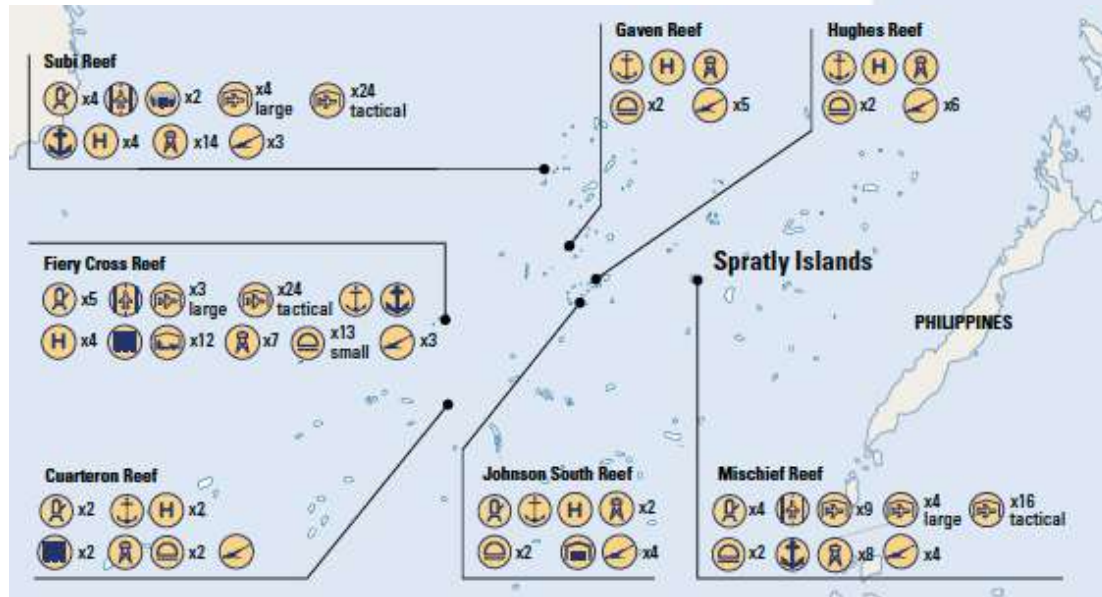 Subi Reef
x4 x2 x4 large x24 tactical
H x4 x14 x3
Gaven Reef
H
x2 x5
Hughes Reef
H
x2 x6
Fiery Cross Reef
x5 x3 large x24 tactical
H x4 x12 x7 x13 small x3
Spratly Islands
PHILIPPINES
Cuarteron Reef
x2 H x2
x2 x2
Johnson South Reef
H x2
x2 x4
Mischief Reef
x4 x9 x4 large x16 tactical
x2 x8 x4